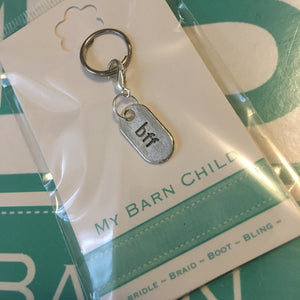 bff
MY BARN CHILD
BRIDLE ~ BRAID ~ BOOT ~ BLING ~